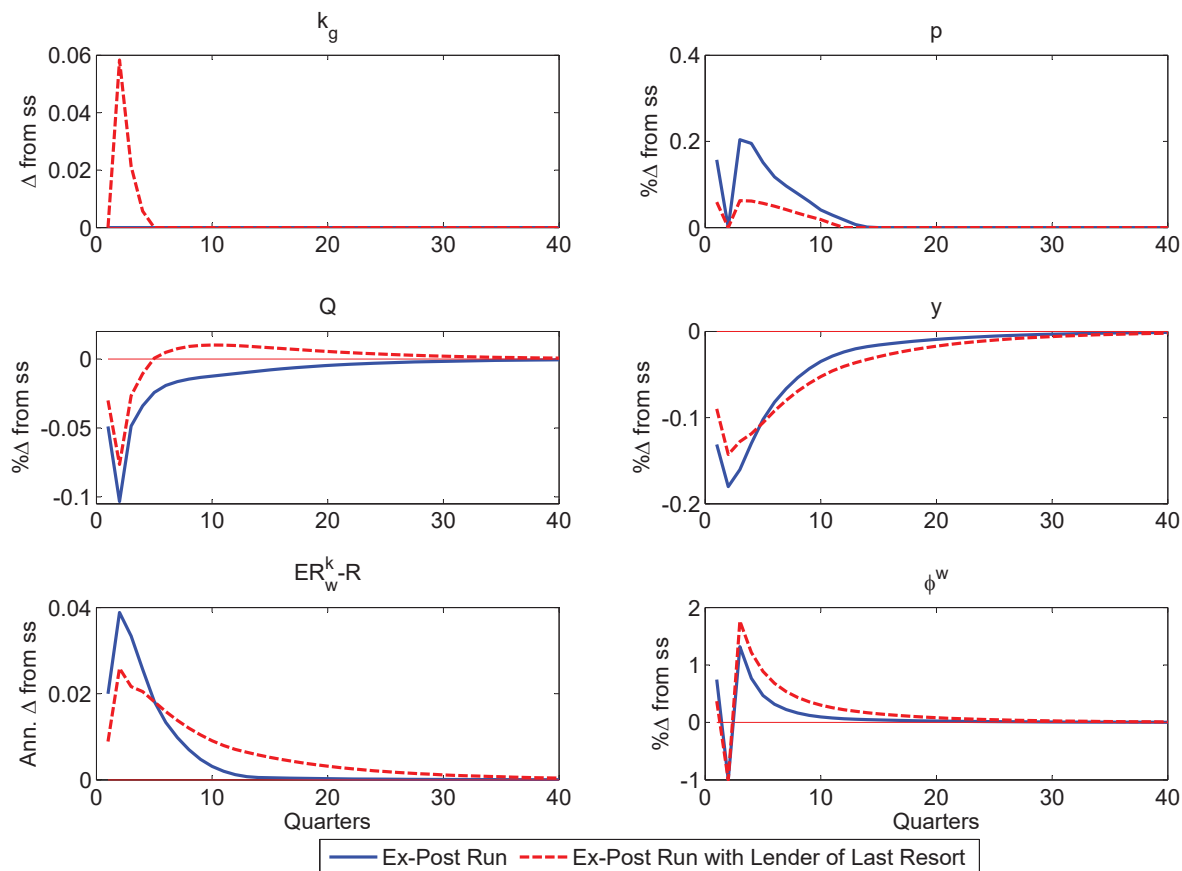 k_g
0.06
0.04
0.02
0
Δ from ss
0 10 20 30 40
p
0.4
0.2
0
%Δ from ss
0 10 20 30 40
Q
0
-0.05
-0.1
%Δ from ss
0 10 20 30 40
y
0
-0.1
-0.2
%Δ from ss
0 10 20 30 40
ER_w^k-R
0.04
0.02
0
Ann. Δ from ss
0 10 20 30 40
Quarters
ϕ^w
2
1
0
-1
%Δ from ss
0 10 20 30 40
Quarters
Ex-Post Run Ex-Post Run with Lender of Last Resort